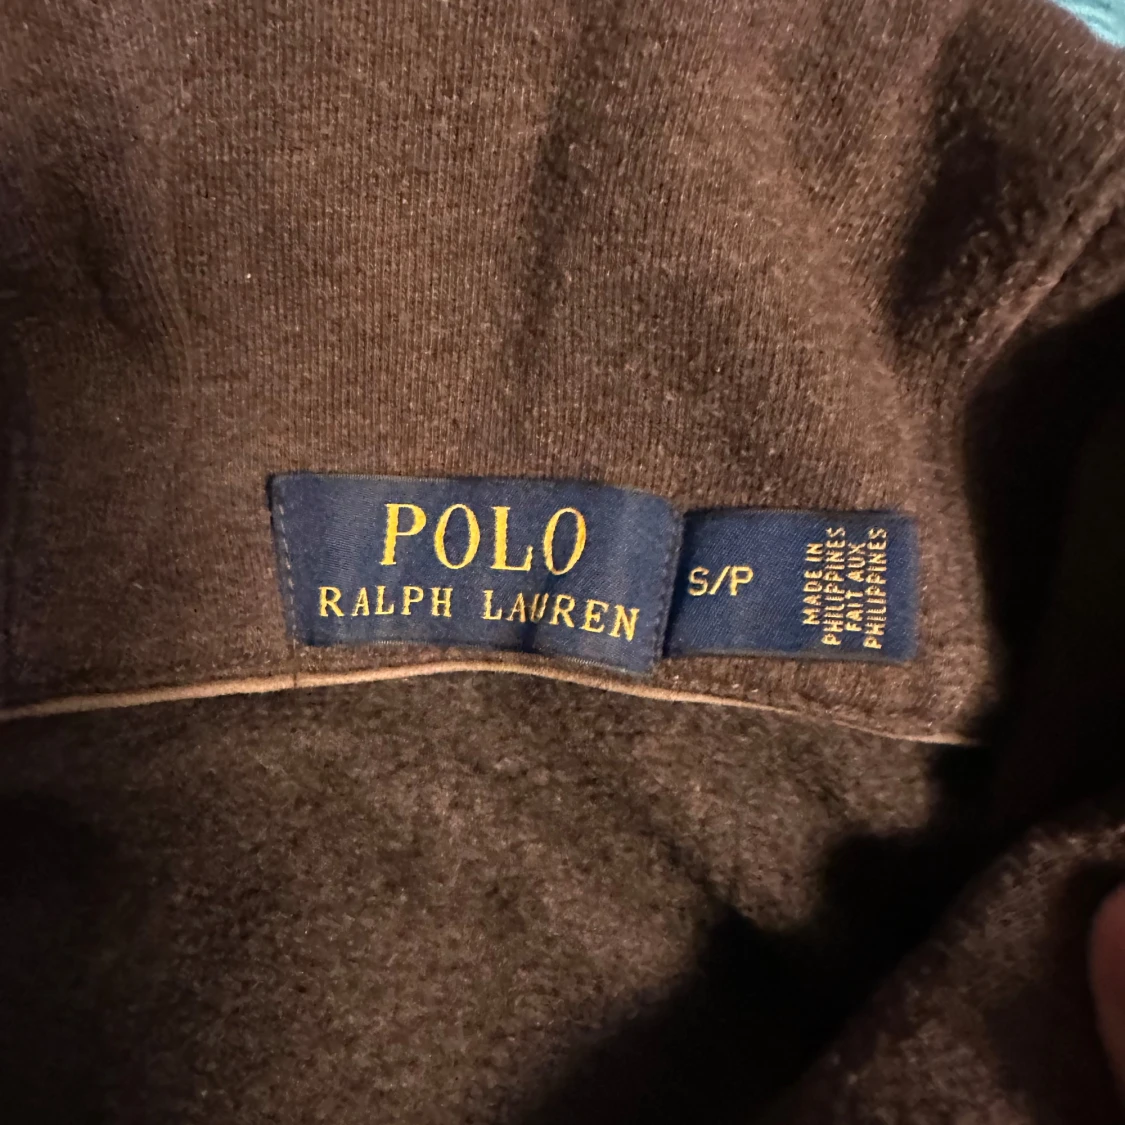 POLO
RALPH LAUREN
S/P
MADE IN
PHILIPPINES
FAIT AUX
PHILIPPINES